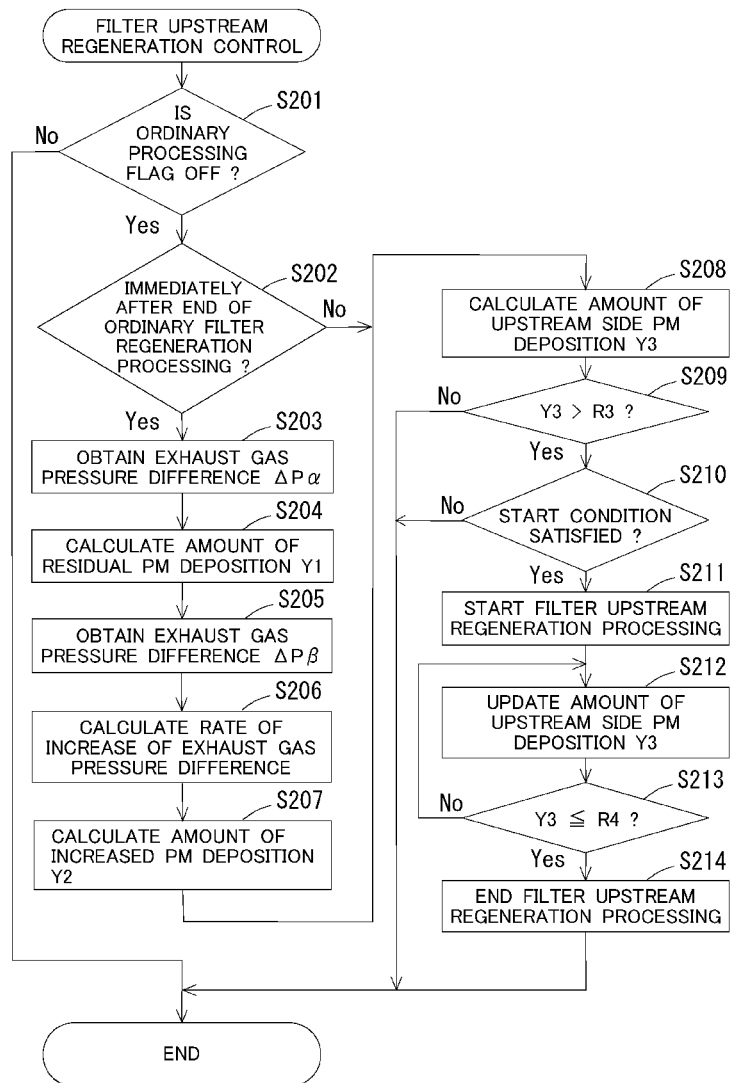 FILTER UPSTREAM
REGENERATION CONTROL
S201
IS
ORDINARY
PROCESSING
FLAG OFF ?
No
Yes
S202
IMMEDIATELY
AFTER END OF
ORDINARY FILTER
REGENERATION
PROCESSING ?
No
Yes
S203
OBTAIN EXHAUST GAS
PRESSURE DIFFERENCE ΔPα
S204
CALCULATE AMOUNT OF
RESIDUAL PM DEPOSITION Y1
S205
OBTAIN EXHAUST GAS
PRESSURE DIFFERENCE ΔPβ
S206
CALCULATE RATE OF
INCREASE OF EXHAUST GAS
PRESSURE DIFFERENCE
S207
CALCULATE AMOUNT OF
INCREASED PM DEPOSITION
Y2
S208
CALCULATE AMOUNT OF
UPSTREAM SIDE PM
DEPOSITION Y3
S209
No
Y3 > R3 ?
Yes
S210
No
START CONDITION
SATISFIED ?
Yes
S211
START FILTER UPSTREAM
REGENERATION PROCESSING
S212
UPDATE AMOUNT OF
UPSTREAM SIDE PM
DEPOSITION Y3
S213
No
Y3 ≦ R4 ?
Yes
S214
END FILTER UPSTREAM
REGENERATION PROCESSING
END